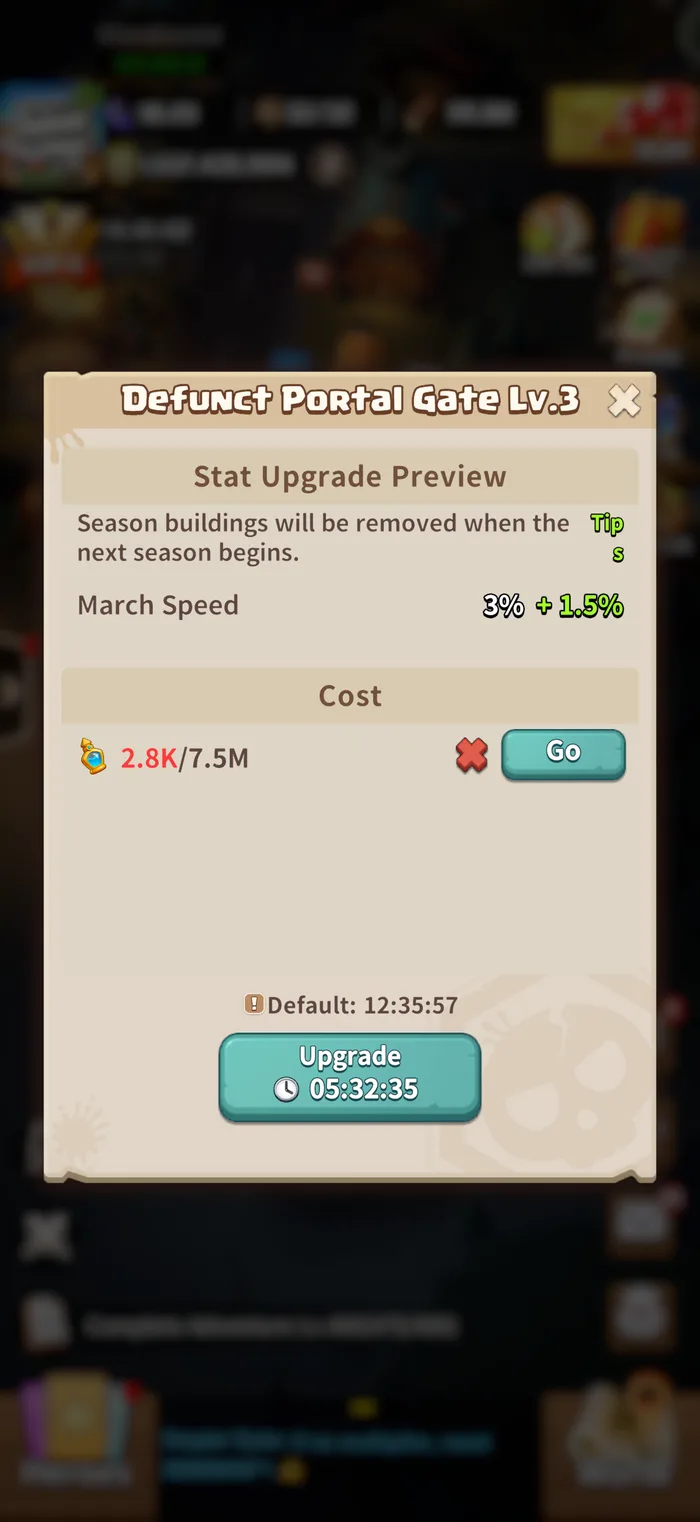 Defunct Portal Gate Lv.3
Stat Upgrade Preview
Season buildings will be removed when the
next season begins.
Tip
s
March Speed
3% + 1.5%
Cost
2.8K/7.5M
Go
Default: 12:35:57
Upgrade
05:32:35